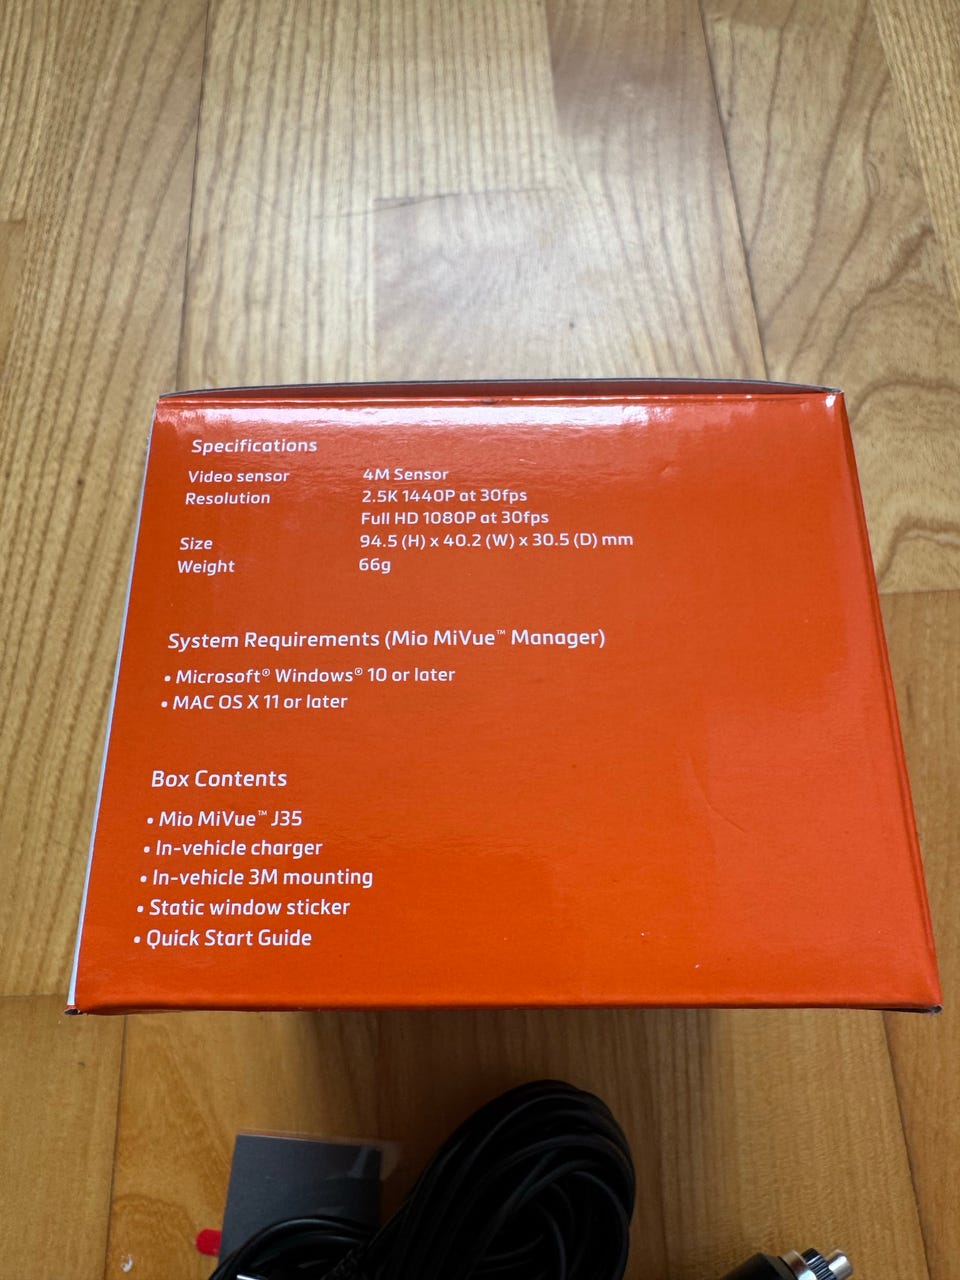 Specifications
Video sensor 4M Sensor
Resolution 2.5K 1440P at 30fps
Full HD 1080P at 30fps
Size 94.5 (H) x 40.2 (W) x 30.5 (D) mm
Weight 66g
System Requirements (Mio MiVue™ Manager)
• Microsoft® Windows® 10 or later
• MAC OS X 11 or later
Box Contents
• Mio MiVue™ J35
• In-vehicle charger
• In-vehicle 3M mounting
• Static window sticker
• Quick Start Guide